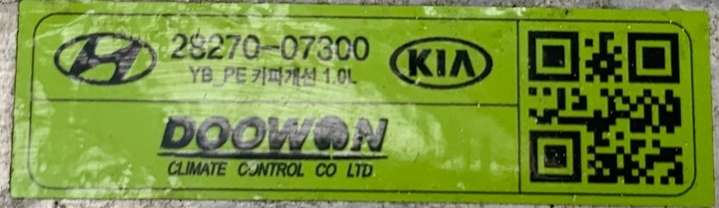 28270-07300
KIA
YB_PE 카파개선 1.0L
DOOWON
CLIMATE CONTROL CO LTD